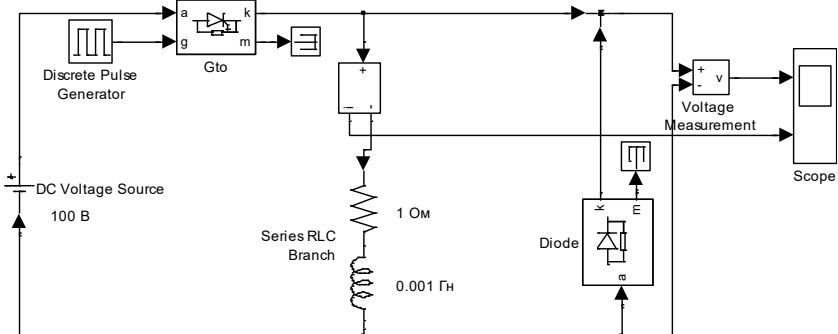 a
k
g
m
Gto
Discrete Pulse
Generator
+
i
-
+
-
v
Voltage
Measurement
Scope
+
DC Voltage Source
100 В
Series RLC
Branch
1 Ом
0.001 Гн
k
m
Diode
a